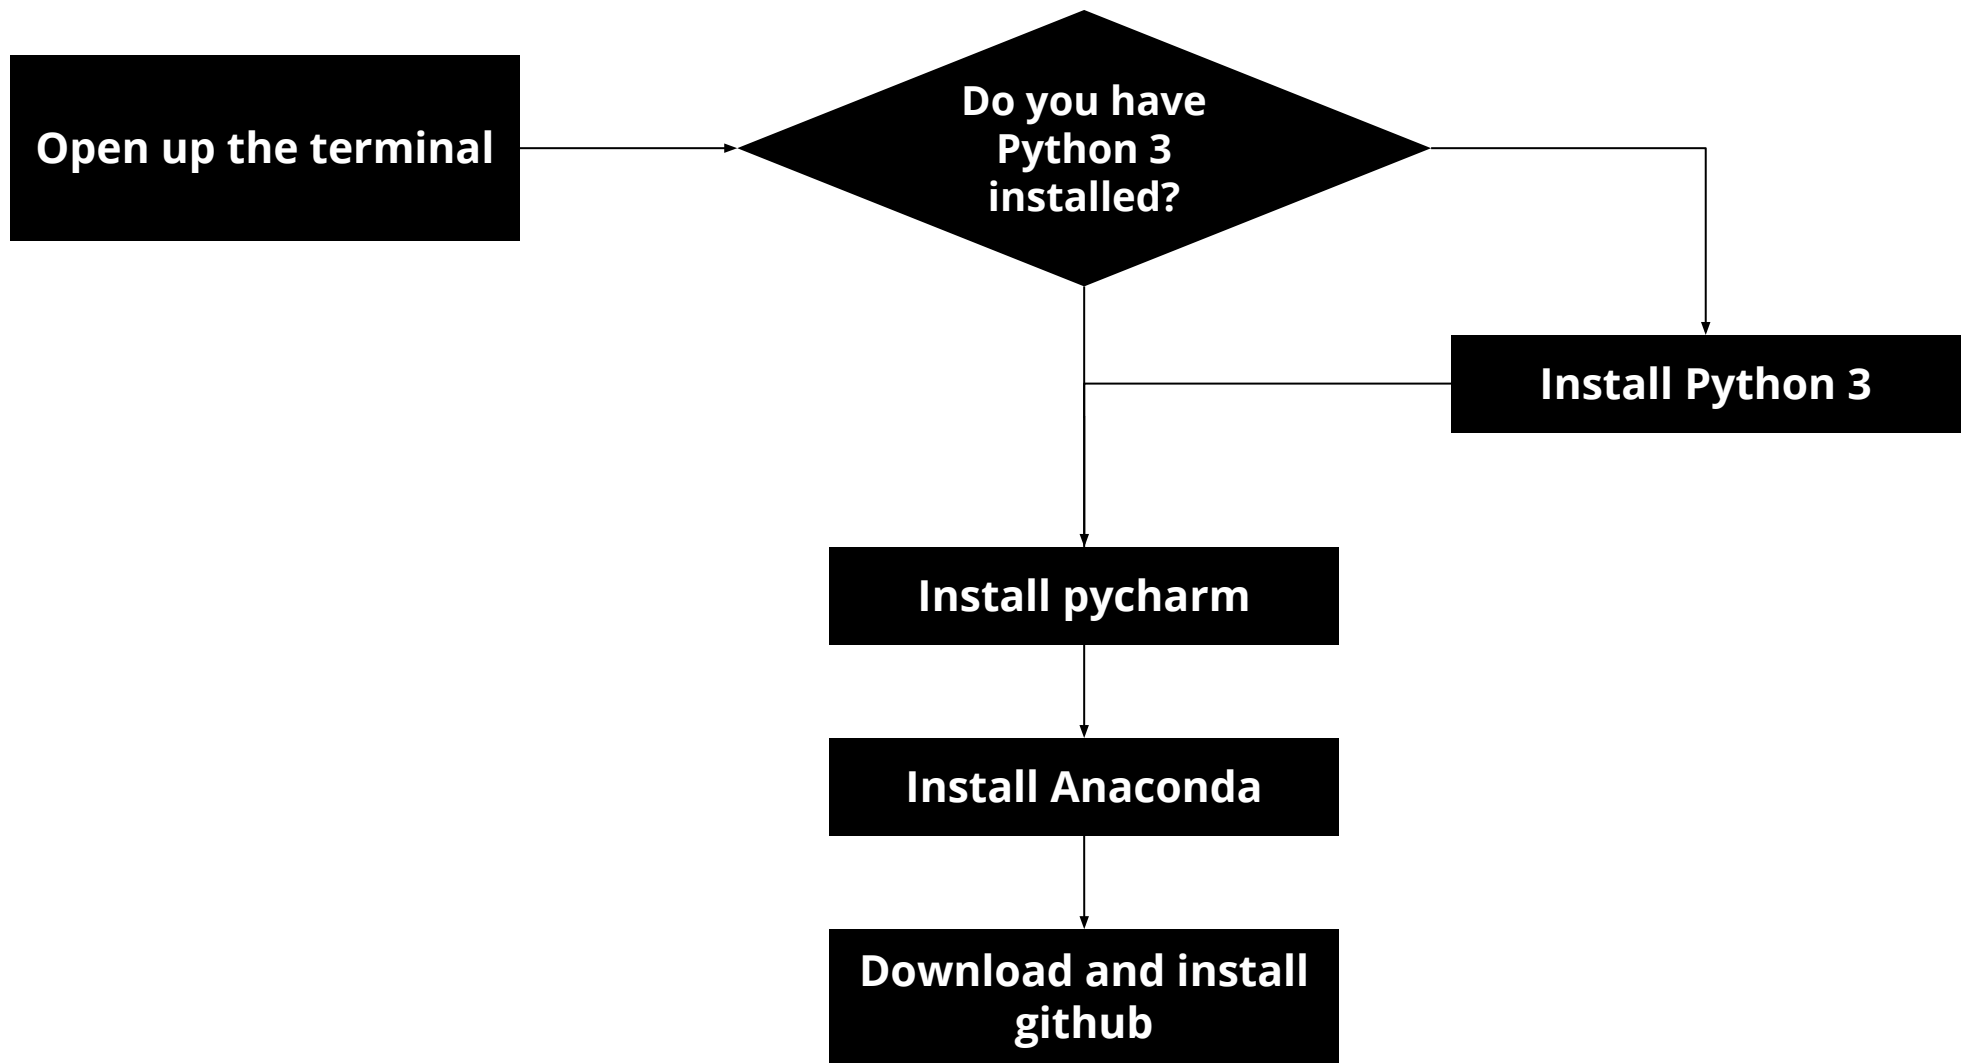 Open up the terminal
Do you have
Python 3
installed?
Install Python 3
Install pycharm
Install Anaconda
Download and install
github